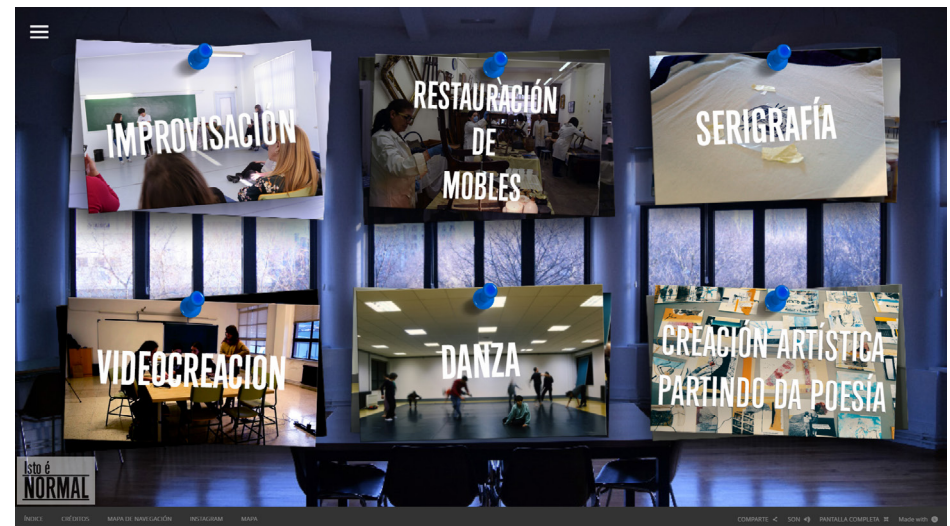 IMPROVISACIÓN
RESTAURACIÓN
DE
MOBLES
SERIGRAFÍA
VIDEOCREACIÓN
DANZA
CREACIÓN ARTÍSTICA
PARTINDO DA POESÍA
Isto é
NORMAL
ÍNDICE CRÉDITOS MAPA DE NAVEGACIÓN INSTAGRAM MAPA COMPARTE SON PANTALLA COMPLETA Made with